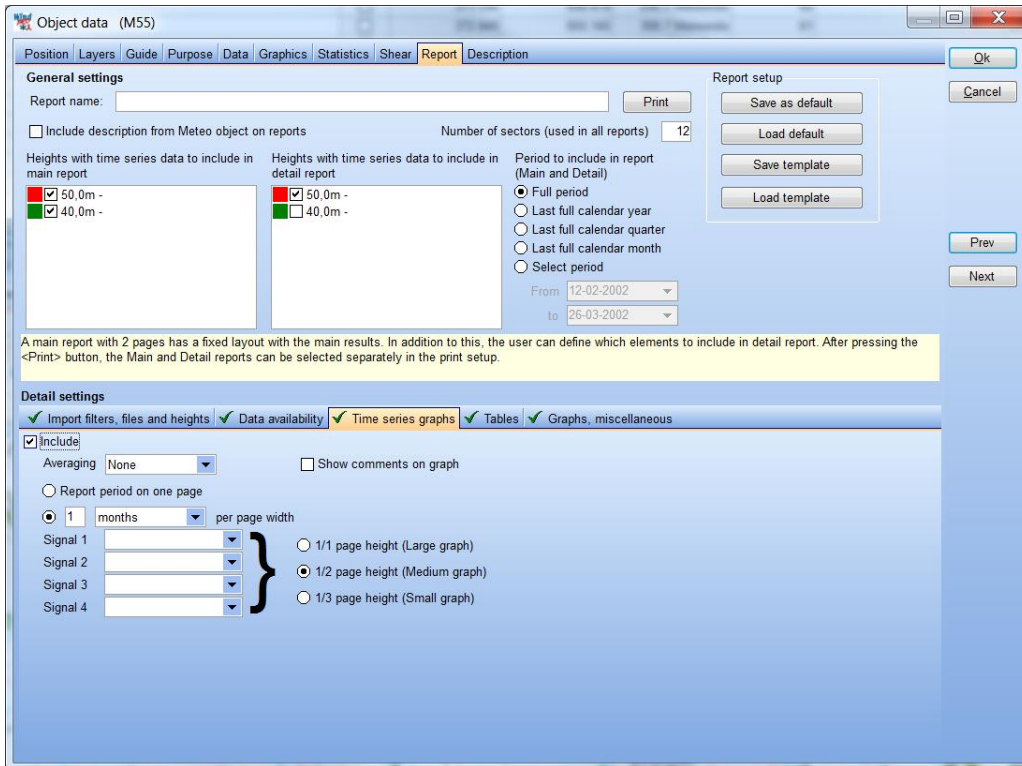 Object data (M55)
Position Layers Guide Purpose Data Graphics Statistics Shear Report Description
Ok
Cancel
Prev
Next
General settings
Report name: Print
Include description from Meteo object on reports
Number of sectors (used in all reports) 12
Report setup
Save as default
Load default
Save template
Load template
Heights with time series data to include in
main report
50,0m -
40,0m -
Heights with time series data to include in
detail report
50,0m -
40,0m -
Period to include in report
(Main and Detail)
Full period
Last full calendar year
Last full calendar quarter
Last full calendar month
Select period
From 12-02-2002
to 26-03-2002
A main report with 2 pages has a fixed layout with the main results. In addition to this, the user can define which elements to include in detail report. After pressing the
<Print> button, the Main and Detail reports can be selected separately in the print setup.
Detail settings
Import filters, files and heights Data availability Time series graphs Tables Graphs, miscellaneous
Include
Averaging None
Show comments on graph
Report period on one page
1 months per page width
Signal 1
Signal 2
Signal 3
Signal 4
1/1 page height (Large graph)
1/2 page height (Medium graph)
1/3 page height (Small graph)